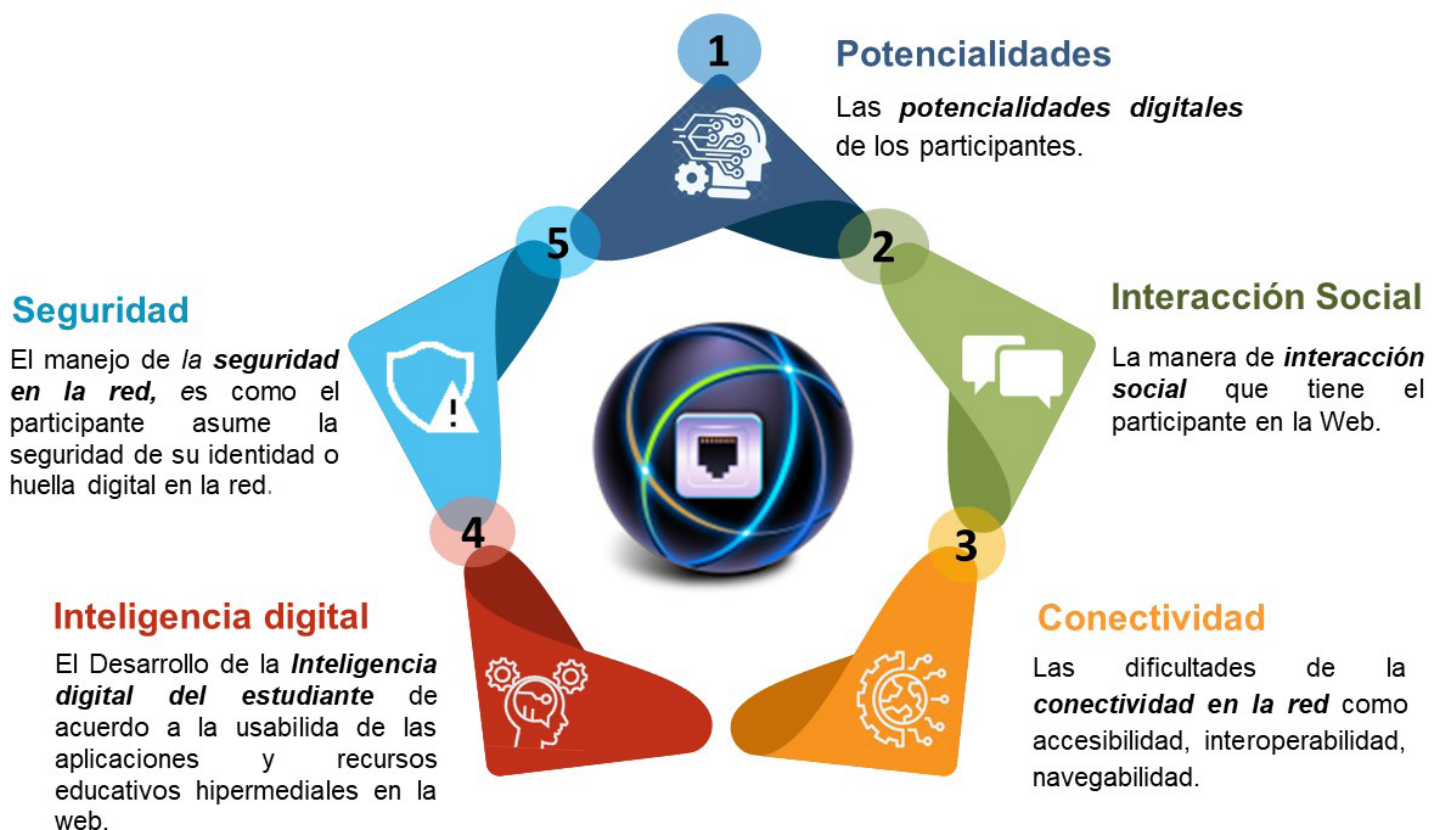 1
Potencialidades
Las potencialidades digitales
de los participantes.
2
Interacción Social
La manera de interacción
social que tiene el
participante en la Web.
3
Conectividad
Las dificultades de la
conectividad en la red como
accesibilidad, interoperabilidad,
navegabilidad.
4
Inteligencia digital
El Desarrollo de la Inteligencia
digital del estudiante de
acuerdo a la usabilida de las
aplicaciones y recursos
educativos hipermediales en la
web.
5
Seguridad
El manejo de la seguridad
en la red, es como el
participante asume la
seguridad de su identidad o
huella digital en la red.
!